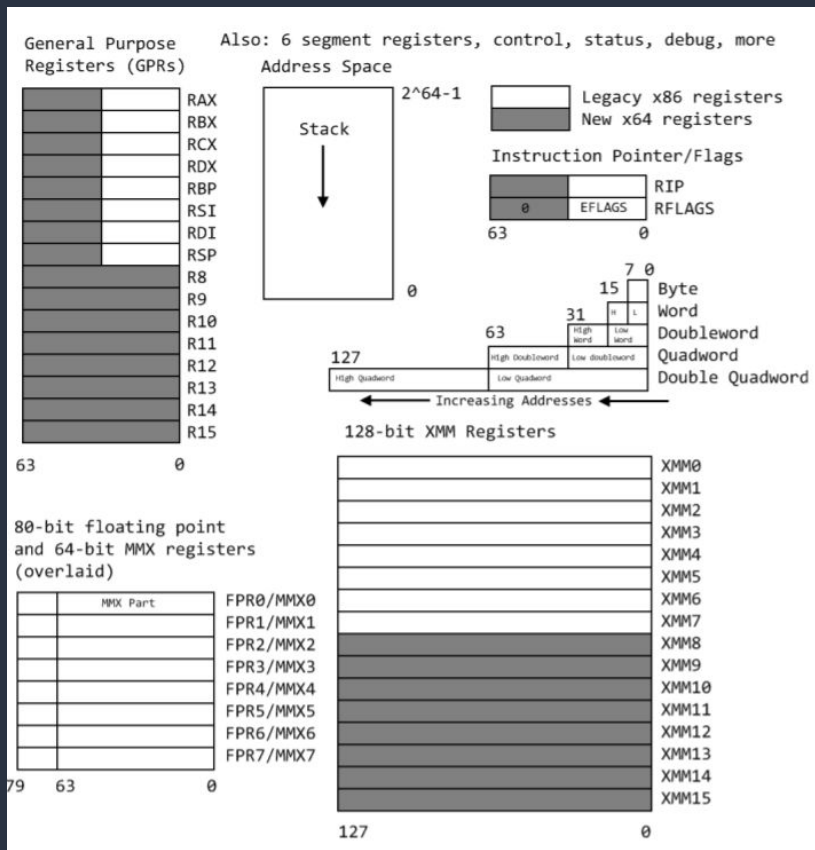 General Purpose
Registers (GPRs)
Also: 6 segment registers, control, status, debug, more
Address Space
RAX
RBX
RCX
RDX
RBP
RSI
RDI
RSP
R8
R9
R10
R11
R12
R13
R14
R15
63 0
2^64-1
Stack
0
Legacy x86 registers
New x64 registers
Instruction Pointer/Flags
RIP
0 EFLAGS RFLAGS
63 0
7 0
15 Byte
31 H L Word
63 High Word Low Word Doubleword
127 High Doubleword Low doubleword Quadword
High Quadword Low Quadword Double Quadword
Increasing Addresses
80-bit floating point
and 64-bit MMX registers
(overlaid)
MMX Part FPR0/MMX0
FPR1/MMX1
FPR2/MMX2
FPR3/MMX3
FPR4/MMX4
FPR5/MMX5
FPR6/MMX6
FPR7/MMX7
79 63 0
128-bit XMM Registers
XMM0
XMM1
XMM2
XMM3
XMM4
XMM5
XMM6
XMM7
XMM8
XMM9
XMM10
XMM11
XMM12
XMM13
XMM14
XMM15
127 0